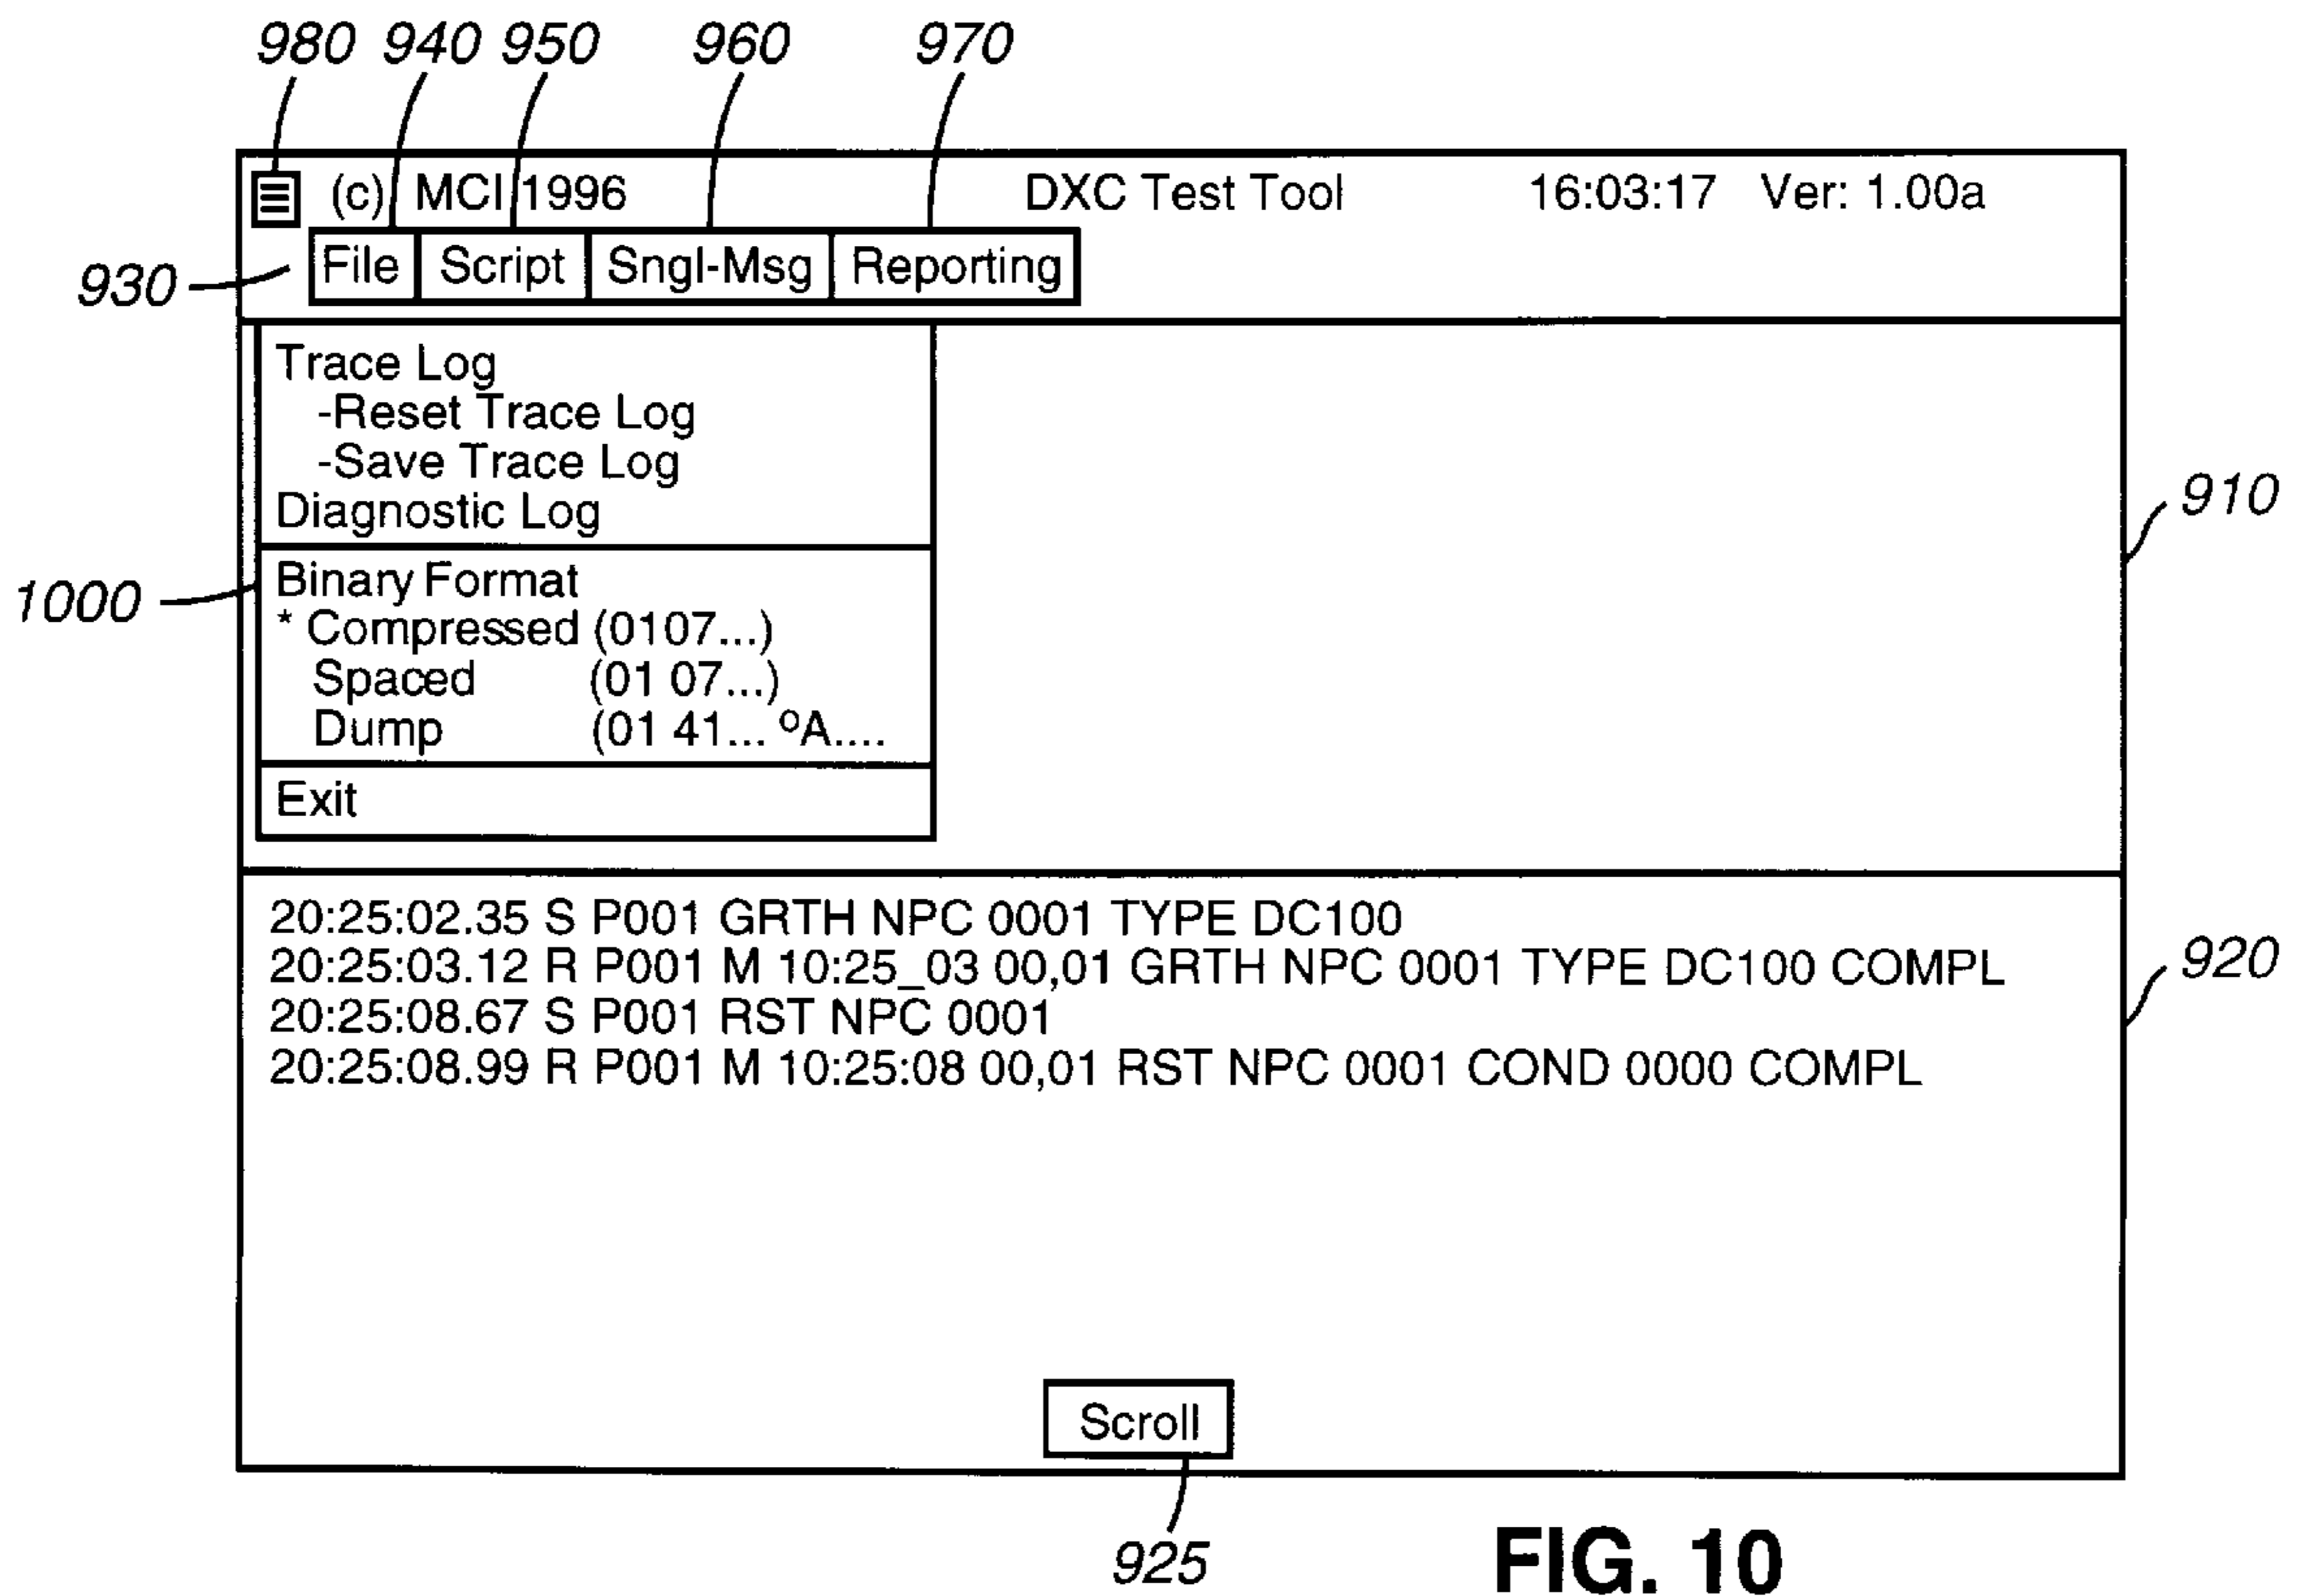 980 940 950 960 970
(c) MCI 1996 DXC Test Tool 16:03:17 Ver: 1.00a
930 File Script Sngl-Msg Reporting
Trace Log
-Reset Trace Log
-Save Trace Log
Diagnostic Log
910
Binary Format
1000
* Compressed (0107...)
Spaced (01 07...)
Dump (01 41... ºA....
Exit
20:25:02.35 S P001 GRTH NPC 0001 TYPE DC100
20:25:03.12 R P001 M 10:25_03 00,01 GRTH NPC 0001 TYPE DC100 COMPL
920
20:25:08.67 S P001 RST NPC 0001
20:25:08.99 R P001 M 10:25:08 00,01 RST NPC 0001 COND 0000 COMPL
Scroll
925
FIG. 10